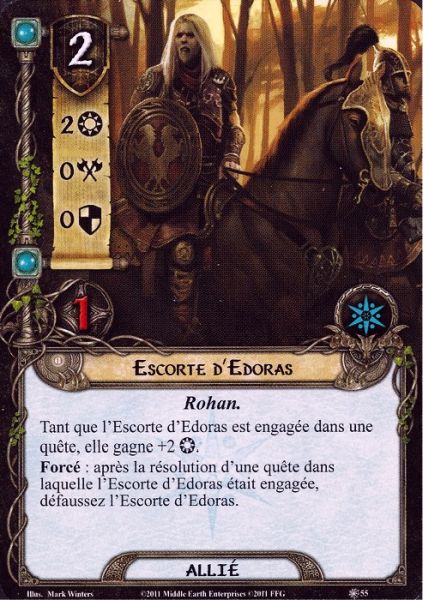 2
2
0
0
1
ESCORTE D'EDORAS
Rohan.
Tant que l'Escorte d'Edoras est engagée dans une
quête, elle gagne +2 .
Forcé : après la résolution d'une quête dans
laquelle l'Escorte d'Edoras était engagée,
défaussez l'Escorte d'Edoras.
ALLIÉ
Illus. Mark Winters
©2011 Middle Earth Enterprises ©2011 FFG
55